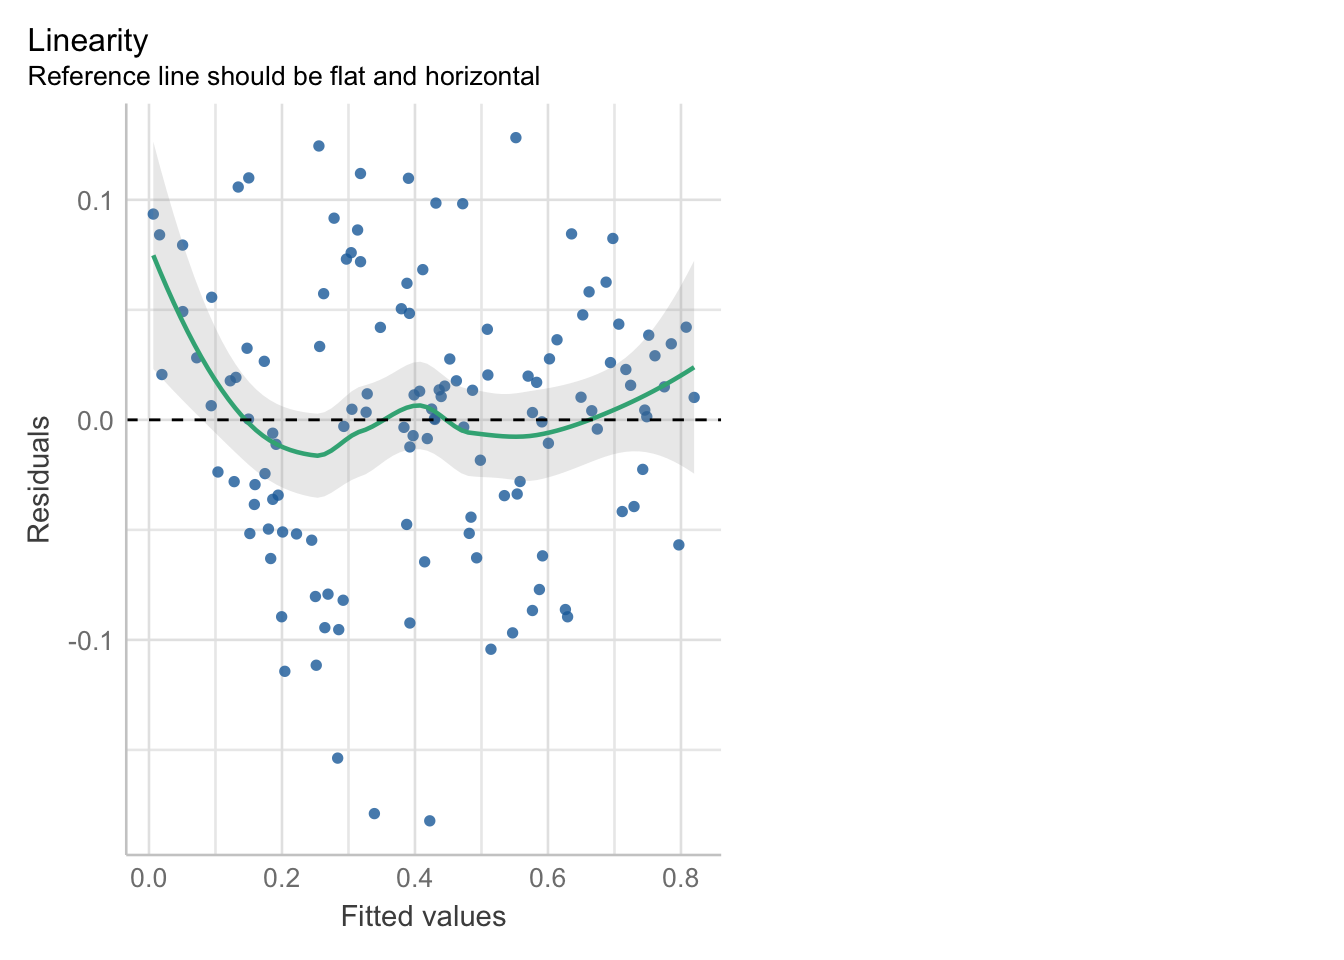 Linearity
Reference line should be flat and horizontal
0.1
0.0
-0.1
Residuals
0.0 0.2 0.4 0.6 0.8
Fitted values